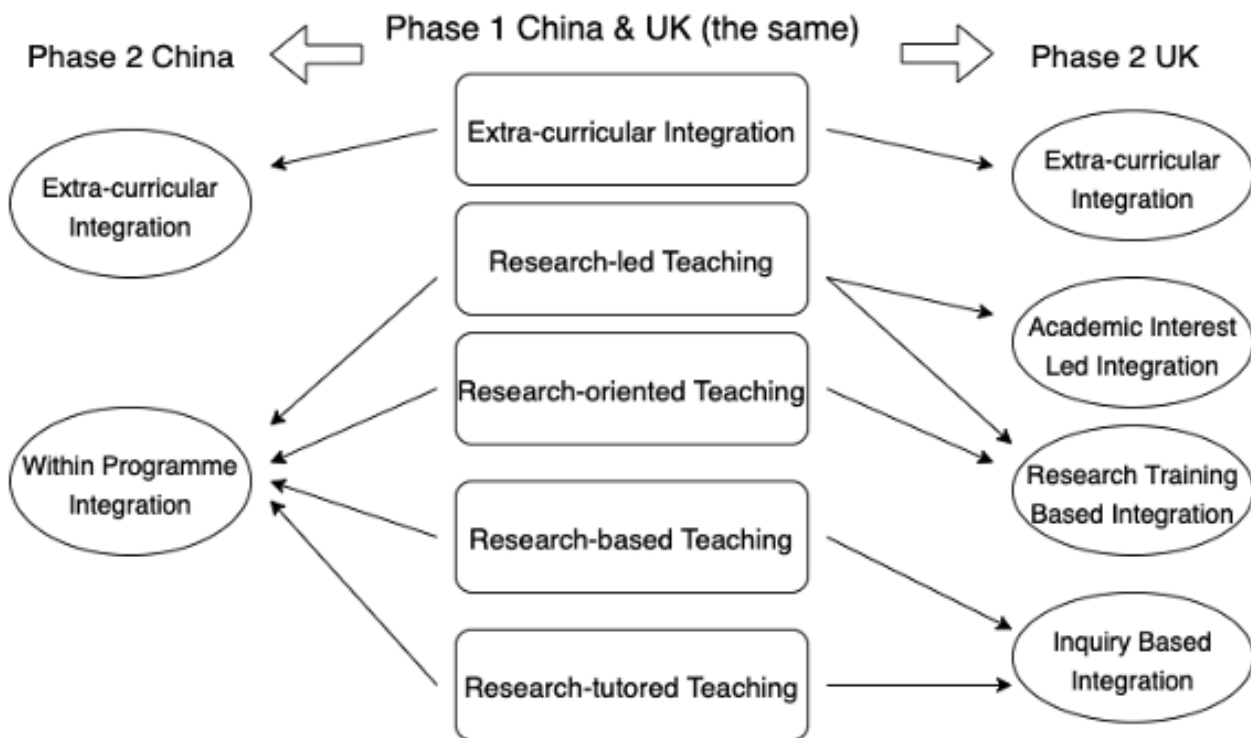 Phase 1 China & UK (the same)
Phase 2 China
Phase 2 UK
Extra-curricular Integration
Research-led Teaching
Research-oriented Teaching
Research-based Teaching
Research-tutored Teaching
Extra-curricular
Integration
Within Programme
Integration
Extra-curricular
Integration
Academic Interest
Led Integration
Research Training
Based Integration
Inquiry Based
Integration